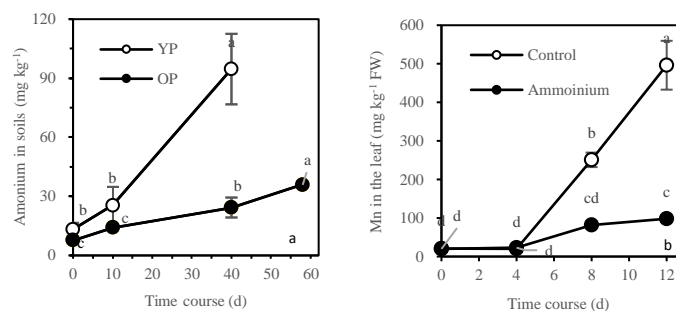 120
90
60
30
0
Amonium in soils (mg kg-1)
YP
OP
a
b
b
b
a
c
c
a
0 10 20 30 40 50 60
Time course (d)
600
500
400
300
200
100
0
Mn in the leaf (mg kg-1 FW)
Control
Ammoinium
a
b
d d d cd c
d
b
0 2 4 6 8 10 12
Time course (d)